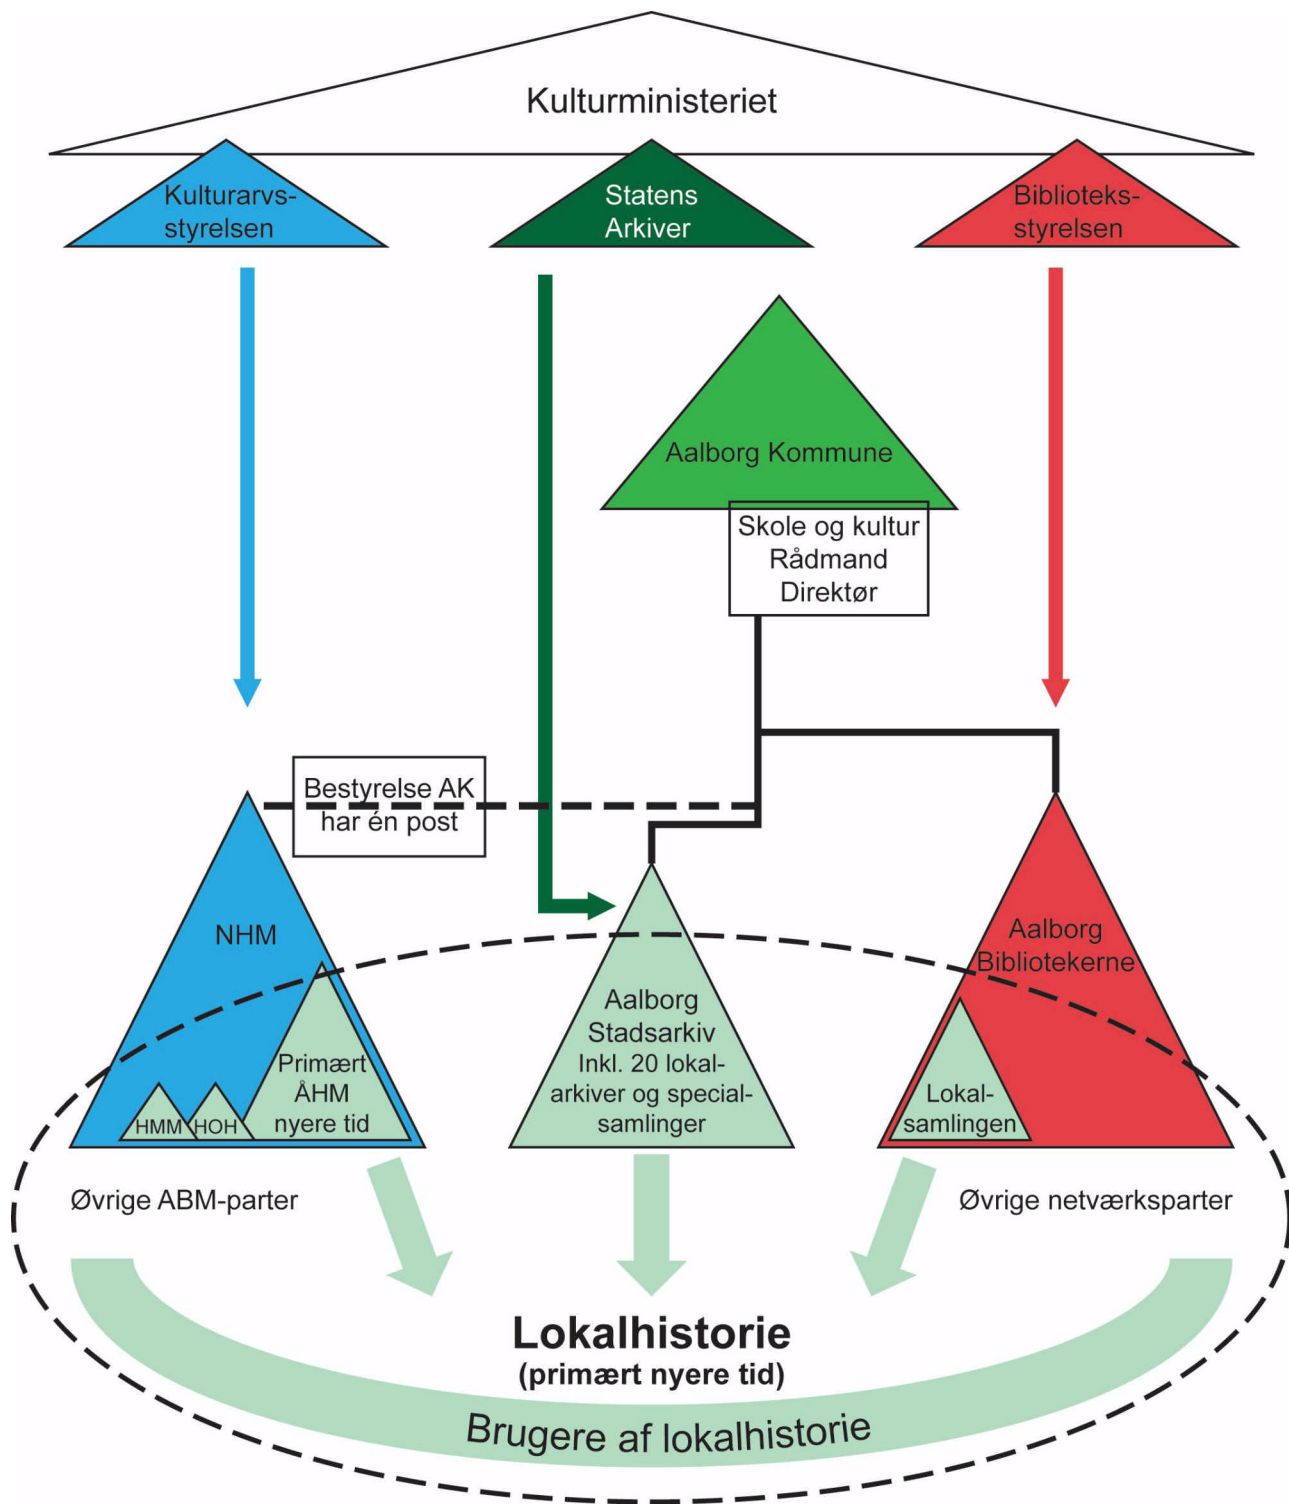 Kulturministeriet
Kulturarvs-
styrelsen
Statens
Arkiver
Biblioteks-
styrelsen
Aalborg Kommune
Skole og kultur
Rådmand
Direktør
Bestyrelse AK
har én post
NHM
Primært
ÅHM
nyere tid
HMM
HOH
Aalborg
Stadsarkiv
Inkl. 20 lokal-
arkiver og special-
samlinger
Aalborg
Bibliotekerne
Lokal-
samlingen
Øvrige ABM-parter
Øvrige netværksparter
Lokalhistorie
(primært nyere tid)
Brugere af lokalhistorie